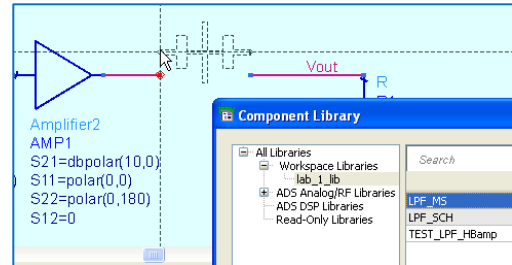 Vout
R
Amplifier2
AMP1
S21=dbpolar(10,0)
S11=polar(0,0)
S22=polar(0,180)
S12=0
Component Library
All Libraries
Workspace Libraries
lab_1_lib
ADS Analog/RF Libraries
ADS DSP Libraries
Read-Only Libraries
Search
LPF_MS
LPF_SCH
TEST_LPF_HBamp